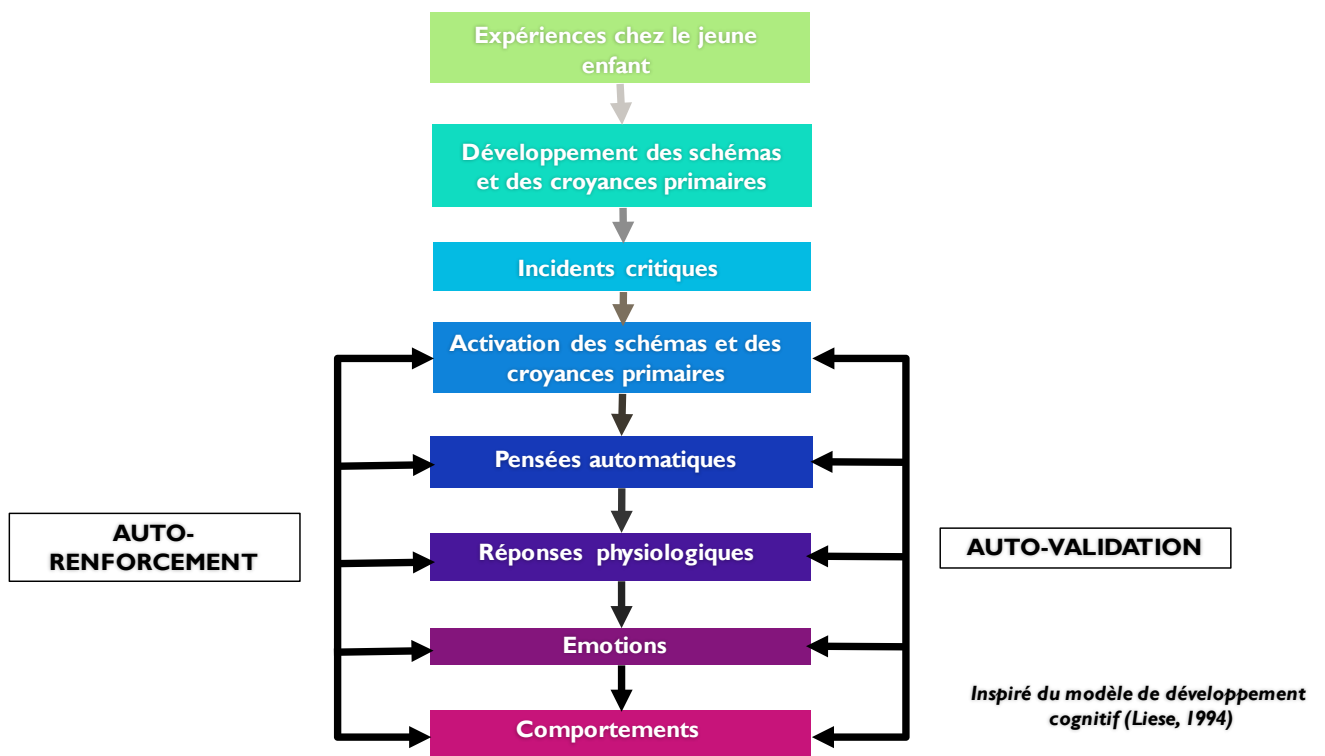 Expériences chez le jeune
enfant
Développement des schémas
et des croyances primaires
Incidents critiques
Activation des schémas et des
croyances primaires
Pensées automatiques
AUTO-
RENFORCEMENT
Réponses physiologiques
AUTO-VALIDATION
Emotions
Comportements
Inspiré du modèle de développement
cognitif (Liese, 1994)